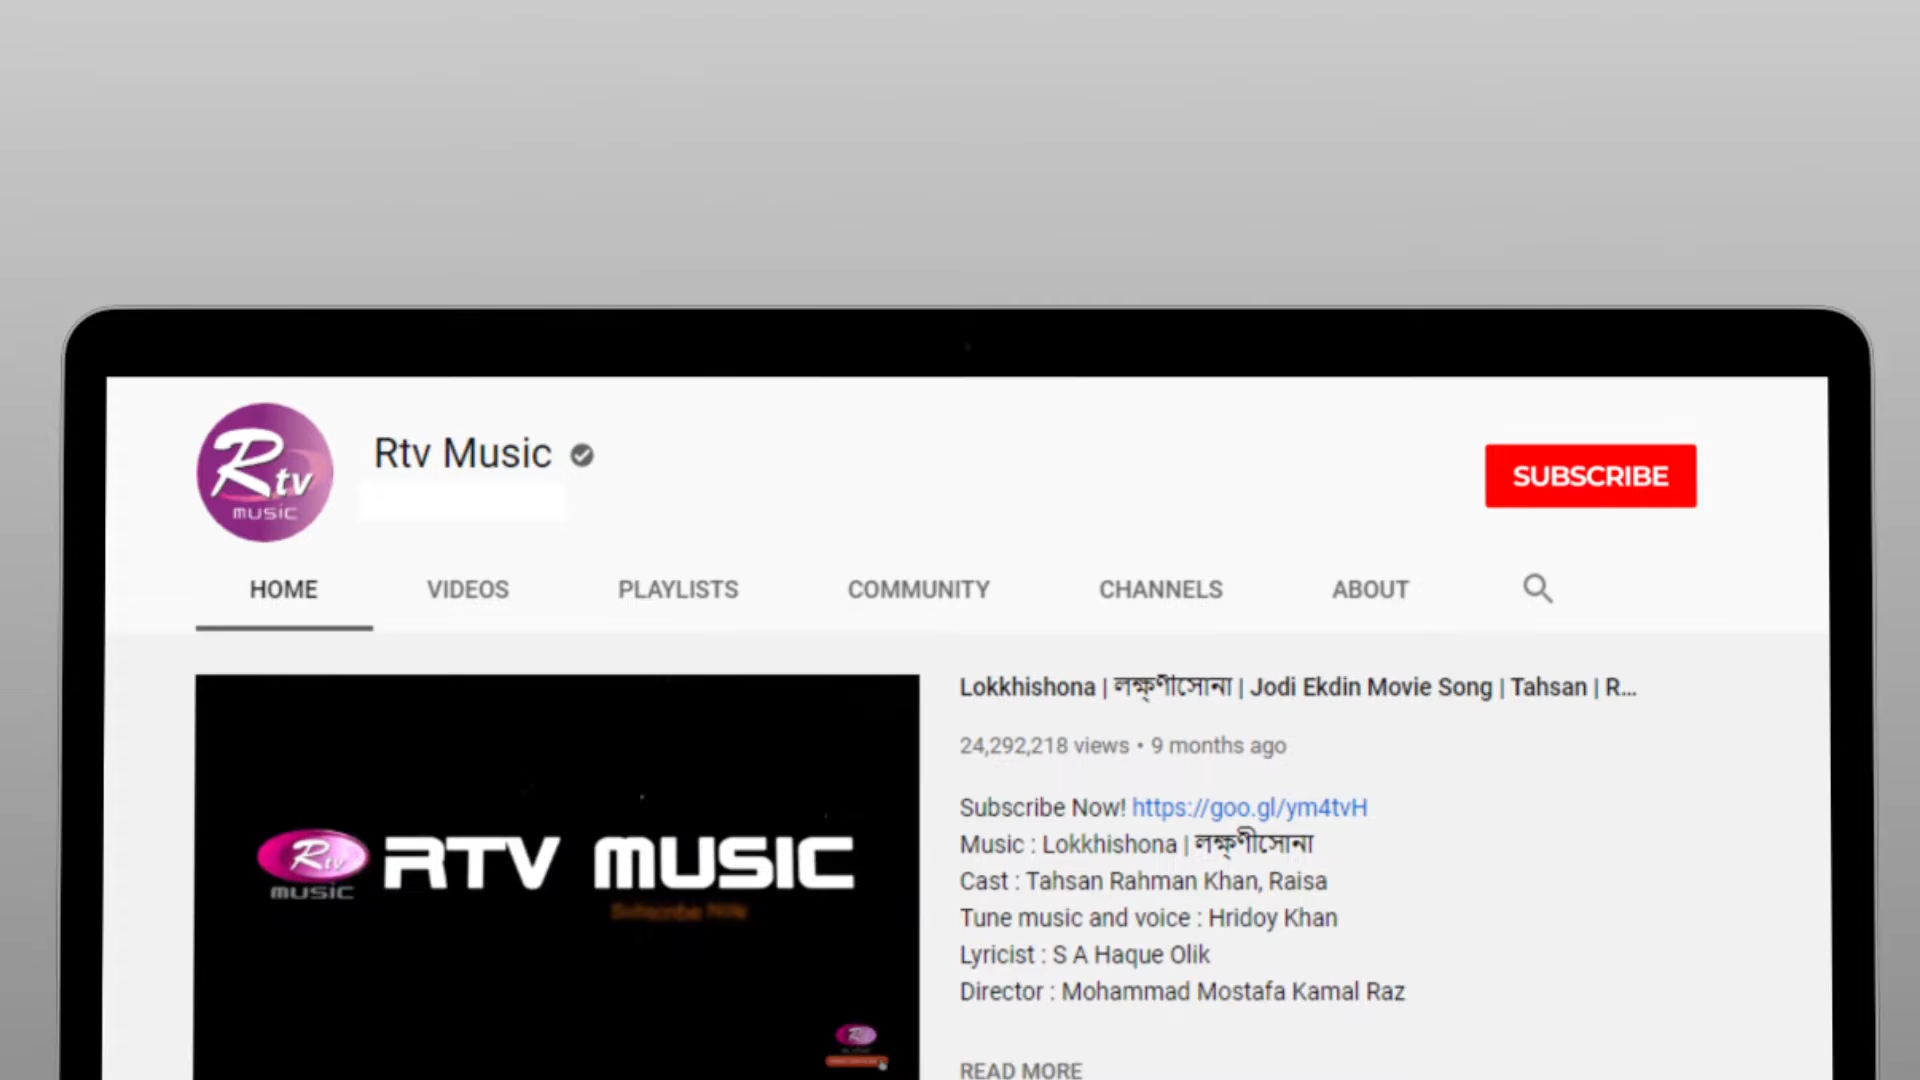 Rtv
MUSIC
Rtv Music
SUBSCRIBE
HOME
VIDEOS
PLAYLISTS
COMMUNITY
CHANNELS
ABOUT
Lokkhishona | লক্ষ্ণীসোনা | Jodi Ekdin Movie Song | Tahsan | R...
24,292,218 views • 9 months ago
Subscribe Now! https://goo.gl/ym4tvH
Music : Lokkhishona | লক্ষ্ণীসোনা
Cast : Tahsan Rahman Khan, Raisa
Tune music and voice : Hridoy Khan
Lyricist : S A Haque Olik
Director : Mohammad Mostafa Kamal Raz
READ MORE
Rtv
MUSIC
RTV MUSIC
Subscribe Now